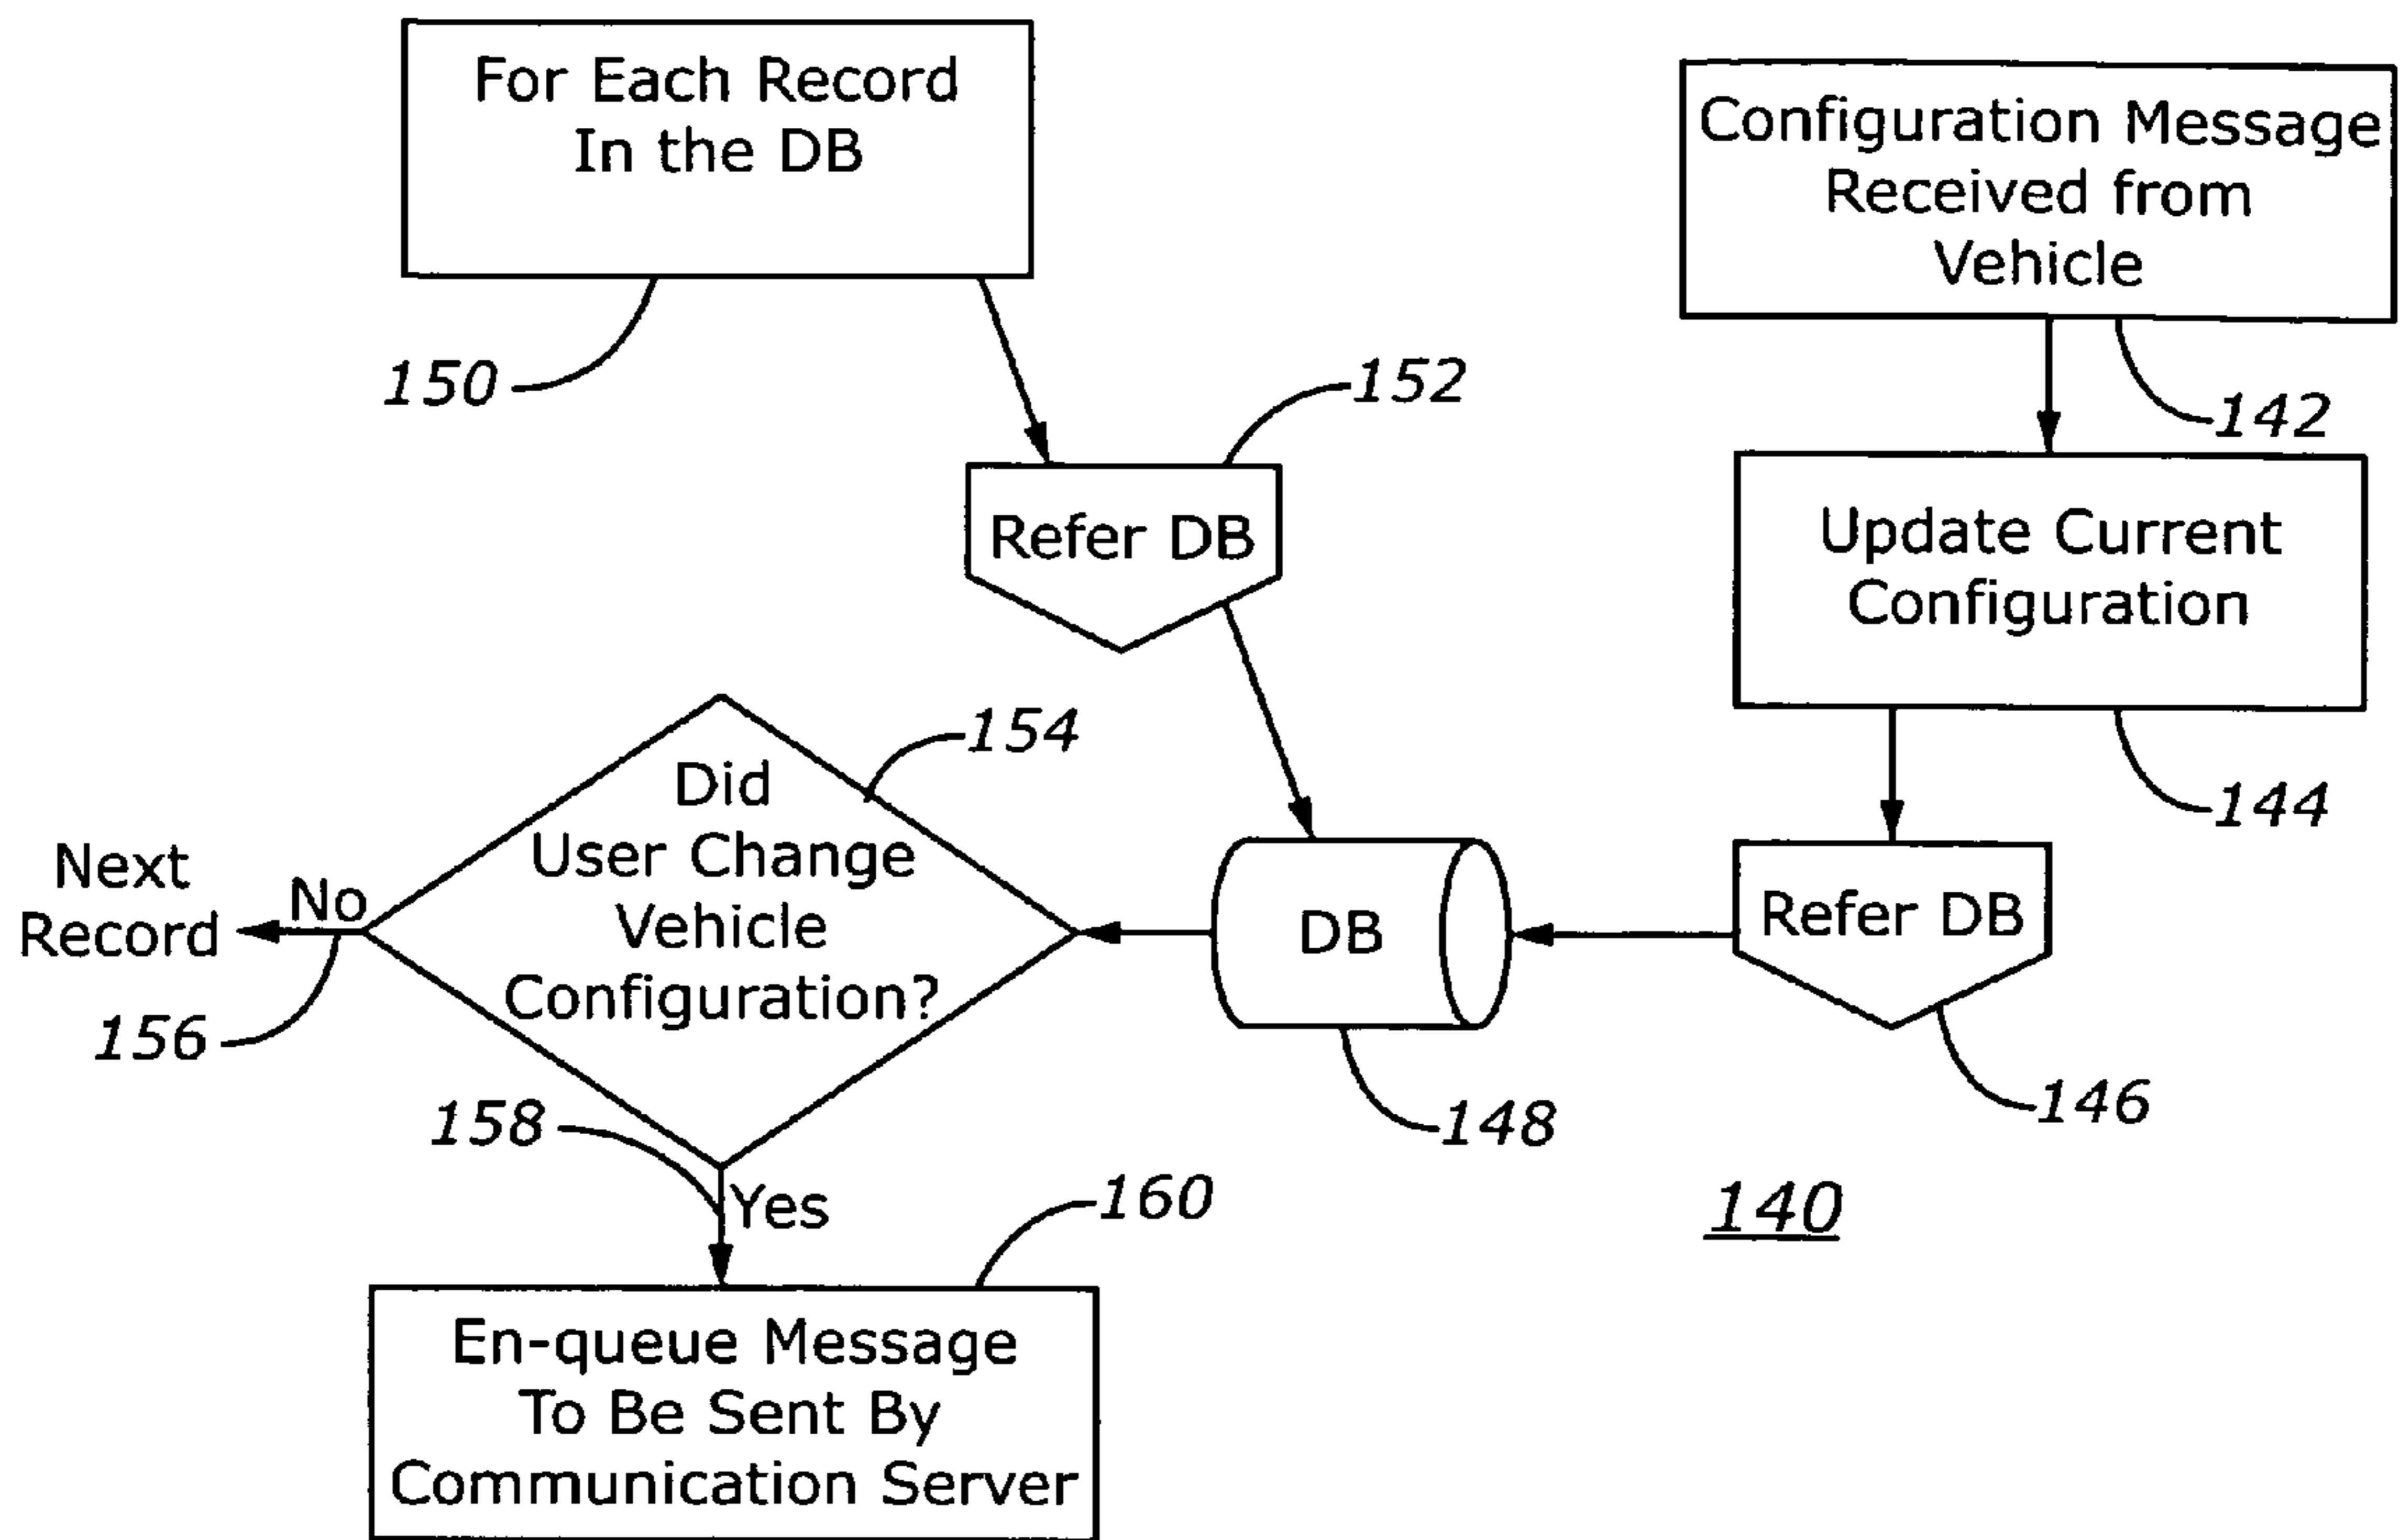 For Each Record
In the DB
150
Configuration Message
Received from
Vehicle
142
152
Refer DB
Update Current
Configuration
144
154
Did
User Change
Vehicle
Configuration?
Next
Record
No
156
DB
148
Refer DB
146
158
Yes
160
140
En-queue Message
To Be Sent By
Communication Server